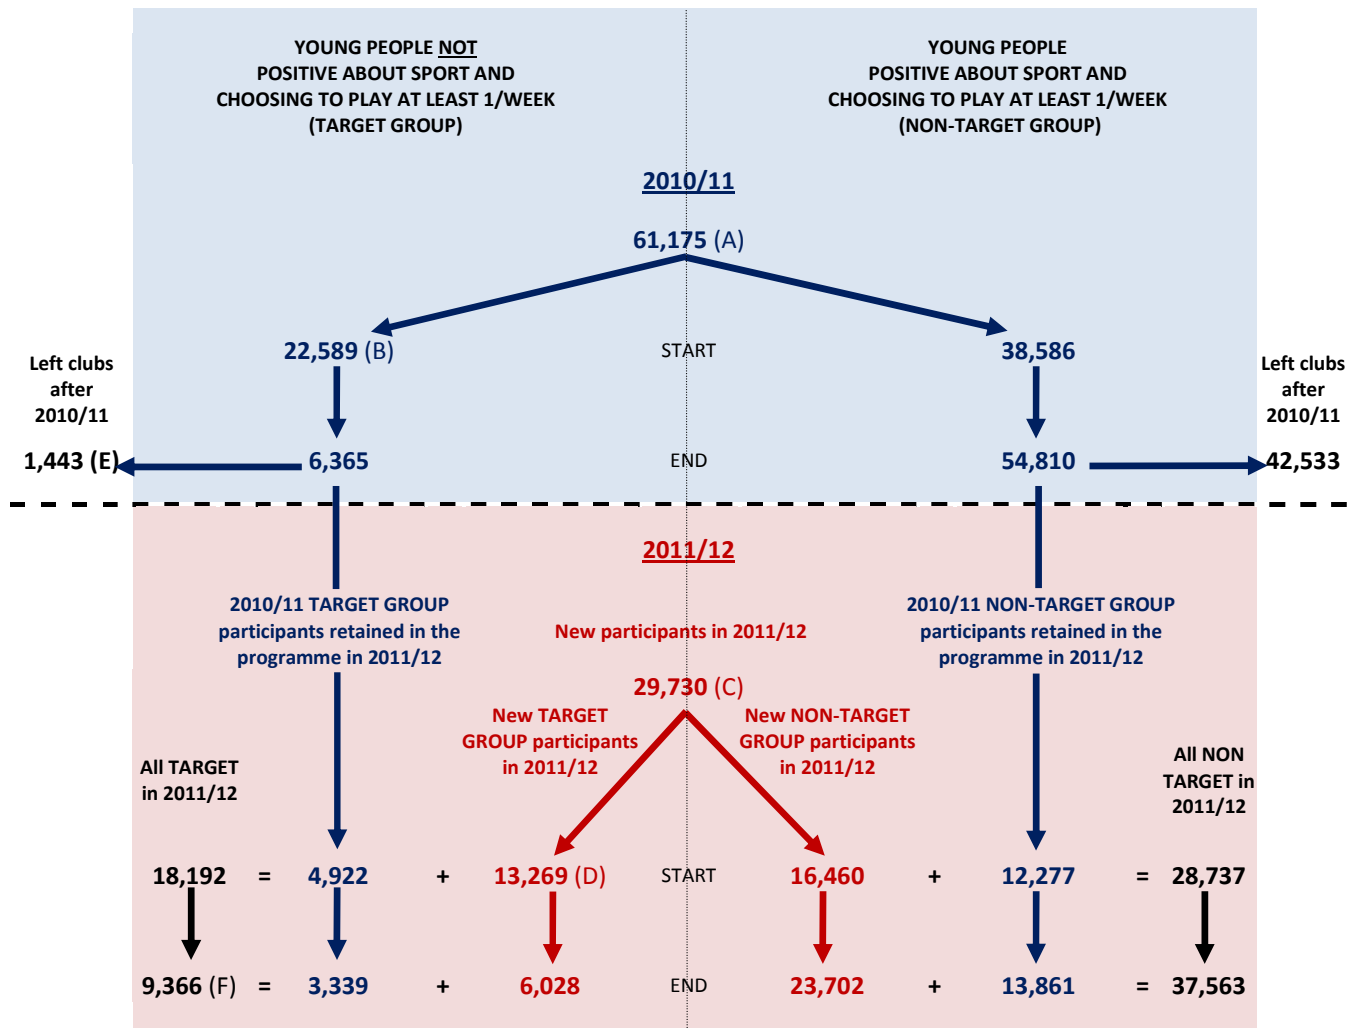 YOUNG PEOPLE NOT
POSITIVE ABOUT SPORT AND
CHOOSING TO PLAY AT LEAST 1/WEEK
(TARGET GROUP)
YOUNG PEOPLE
POSITIVE ABOUT SPORT AND
CHOOSING TO PLAY AT LEAST 1/WEEK
(NON-TARGET GROUP)
2010/11
61,175 (A)
22,589 (B)
START
38,586
Left clubs
after
2010/11
Left clubs
after
2010/11
1,443 (E)
6,365
END
54,810
42,533
2011/12
2010/11 TARGET GROUP
participants retained in the
programme in 2011/12
New participants in 2011/12
2010/11 NON-TARGET GROUP
participants retained in the
programme in 2011/12
29,730 (C)
New TARGET
GROUP participants
in 2011/12
New NON-TARGET
GROUP participants
in 2011/12
All TARGET
in 2011/12
All NON
TARGET in
2011/12
18,192 = 4,922 + 13,269 (D) START 16,460 + 12,277 = 28,737
9,366 (F) = 3,339 + 6,028 END 23,702 + 13,861 = 37,563